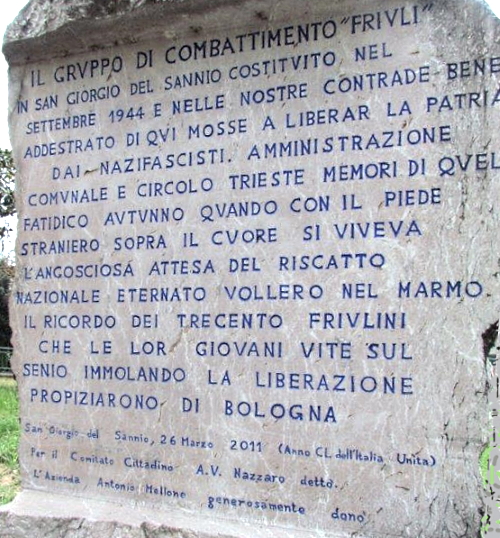 IL GRVPPO DI COMBATTIMENTO "FRIVLI"
IN SAN GIORGIO DEL SANNIO COSTITVITO NEL
SETTEMBRE 1944 E NELLE NOSTRE CONTRADE BENE
ADDESTRATO DI QVI MOSSE A LIBERAR LA PATRIA
DAI NAZIFASCISTI. AMMINISTRAZIONE
COMVNALE E CIRCOLO TRIESTE MEMORI DI QVEL
FATIDICO AVTVNNO QVANDO CON IL PIEDE
STRANIERO SOPRA IL CVORE SI VIVEVA
L'ANGOSCIOSA ATTESA DEL RISCATTO
NAZIONALE ETERNATO VOLLERO NEL MARMO
IL RICORDO DEI TRECENTO FRIVLINI
CHE LE LOR GIOVANI VITE SUL
SENIO IMMOLANDO LA LIBERAZIONE
PROPIZIARONO DI BOLOGNA
San Giorgio del Sannio, 26 Marzo 2011 (Anno CL dell'Italia Unita)
Per il Comitato Cittadino A.V. Nazzaro dettò.
L'Azienda Antonio Mellone generosamente donò